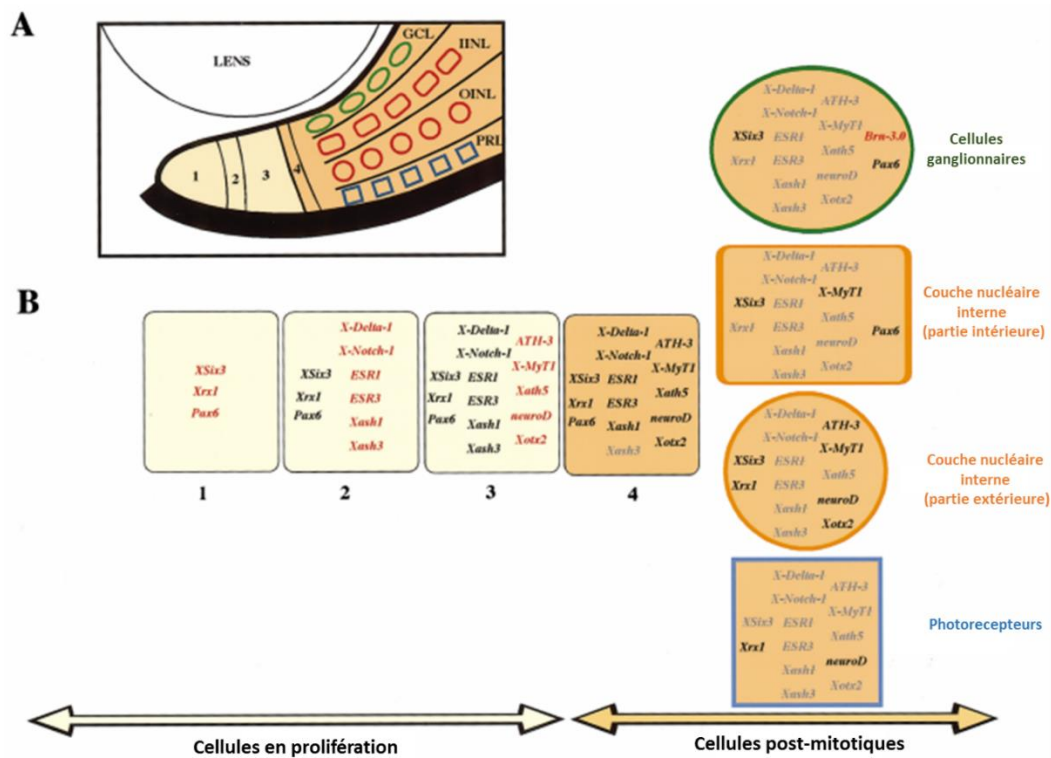 A
LENS
GCL
IINL
OINL
PRL
1
2
3
4
B
XSix3
Xrx1
Pax6
1
X-Delta-1
X-Notch-1
XSix3 ESR1
Xrx1 ESR3
Pax6
Xash1
Xash3
2
X-Delta-1
ATH-3
X-Notch-1
X-MyT1
XSix3 ESR1
Xath5
Xrx1 ESR3
Pax6 neuroD
Xash1
Xotx2
Xash3
3
X-Delta-1
ATH-3
X-Notch-1
X-MyT1
XSix3 ESR1
Xath5
Xrx1 ESR3
neuroD
Pax6 Xash1
Xotx2
Xash3
4
X-Delta-1
ATH-3
X-Notch-1
X-MyT1
XSix3 ESR1 Brn-3.0
Xath5
Xrx1 ESR3 Pax6
neuroD
Xash1
Xotx2
Xash3
Cellules
ganglionnaires
X-Delta-1
ATH-3
X-Notch-1
X-MyT1
XSix3 ESR1
Xath5
Xrx1 ESR3 Pax6
neuroD
Xash1
Xotx2
Xash3
Couche nucléaire
interne
(partie intérieure)
X-Delta-1
ATH-3
X-Notch-1
X-MyT1
XSix3 ESR1
Xath5
Xrx1 ESR3
neuroD
Xash1
Xotx2
Xash3
Couche nucléaire
interne
(partie extérieure)
X-Delta-1
ATH-3
X-Notch-1
X-MyT1
XSix3 ESR1
Xath5
Xrx1 ESR3
neuroD
Xash1
Xotx2
Xash3
Photorecepteurs
Cellules en prolifération
Cellules post-mitotiques